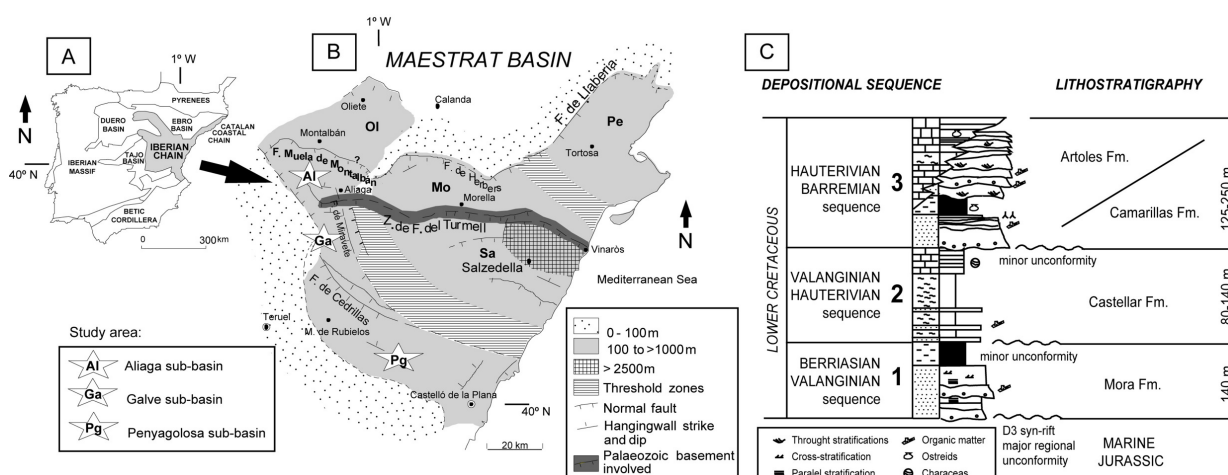 A
1º W
PYRENEES
DUERO
BASIN
EBRO
BASIN
CATALAN
COASTAL
CHAIN
IBERIAN
CHAIN
TAJO
BASIN
IBERIAN
MASSIF
BETIC
CORDILLERA
N
40º N
0 300km
B
1º W
MAESTRAT BASIN
Oliete
Calanda
Ol
Montalbán
F. Muela de Montalbán
?
Al
Aliaga
F. de Llaberia
Pe
Tortosa
F. de Herbers
Mo
Morella
Z. de F. del Turmell
F. de Miravete
Ga
Vinaròs
Sa
Salzedella
Mediterranean Sea
N
F. de Cedrillas
Teruel
M. de Rubielos
Pg
Castelló de la Plana
40º N
20 km
Study area:
Al Aliaga sub-basin
Ga Galve sub-basin
Pg Penyagolosa sub-basin
0 - 100m
100 to >1000m
> 2500m
Threshold zones
Normal fault
Hangingwall strike
and dip
Palaeozoic basement
involved
C
DEPOSITIONAL SEQUENCE
LITHOSTRATIGRAPHY
LOWER CRETACEOUS
HAUTERIVIAN
BARREMIAN
sequence
3
Artoles Fm.
Camarillas Fm.
125-250 m
minor unconformity
VALANGINIAN
HAUTERIVIAN
sequence
2
Castellar Fm.
80-140 m
minor unconformity
BERRIASIAN
VALANGINIAN
sequence
1
Mora Fm.
140 m
D3 syn-rift
major regional
unconformity
MARINE
JURASSIC
Throught stratifications
Cross-stratification
Paralel stratification
Organic matter
Ostreids
Characeas